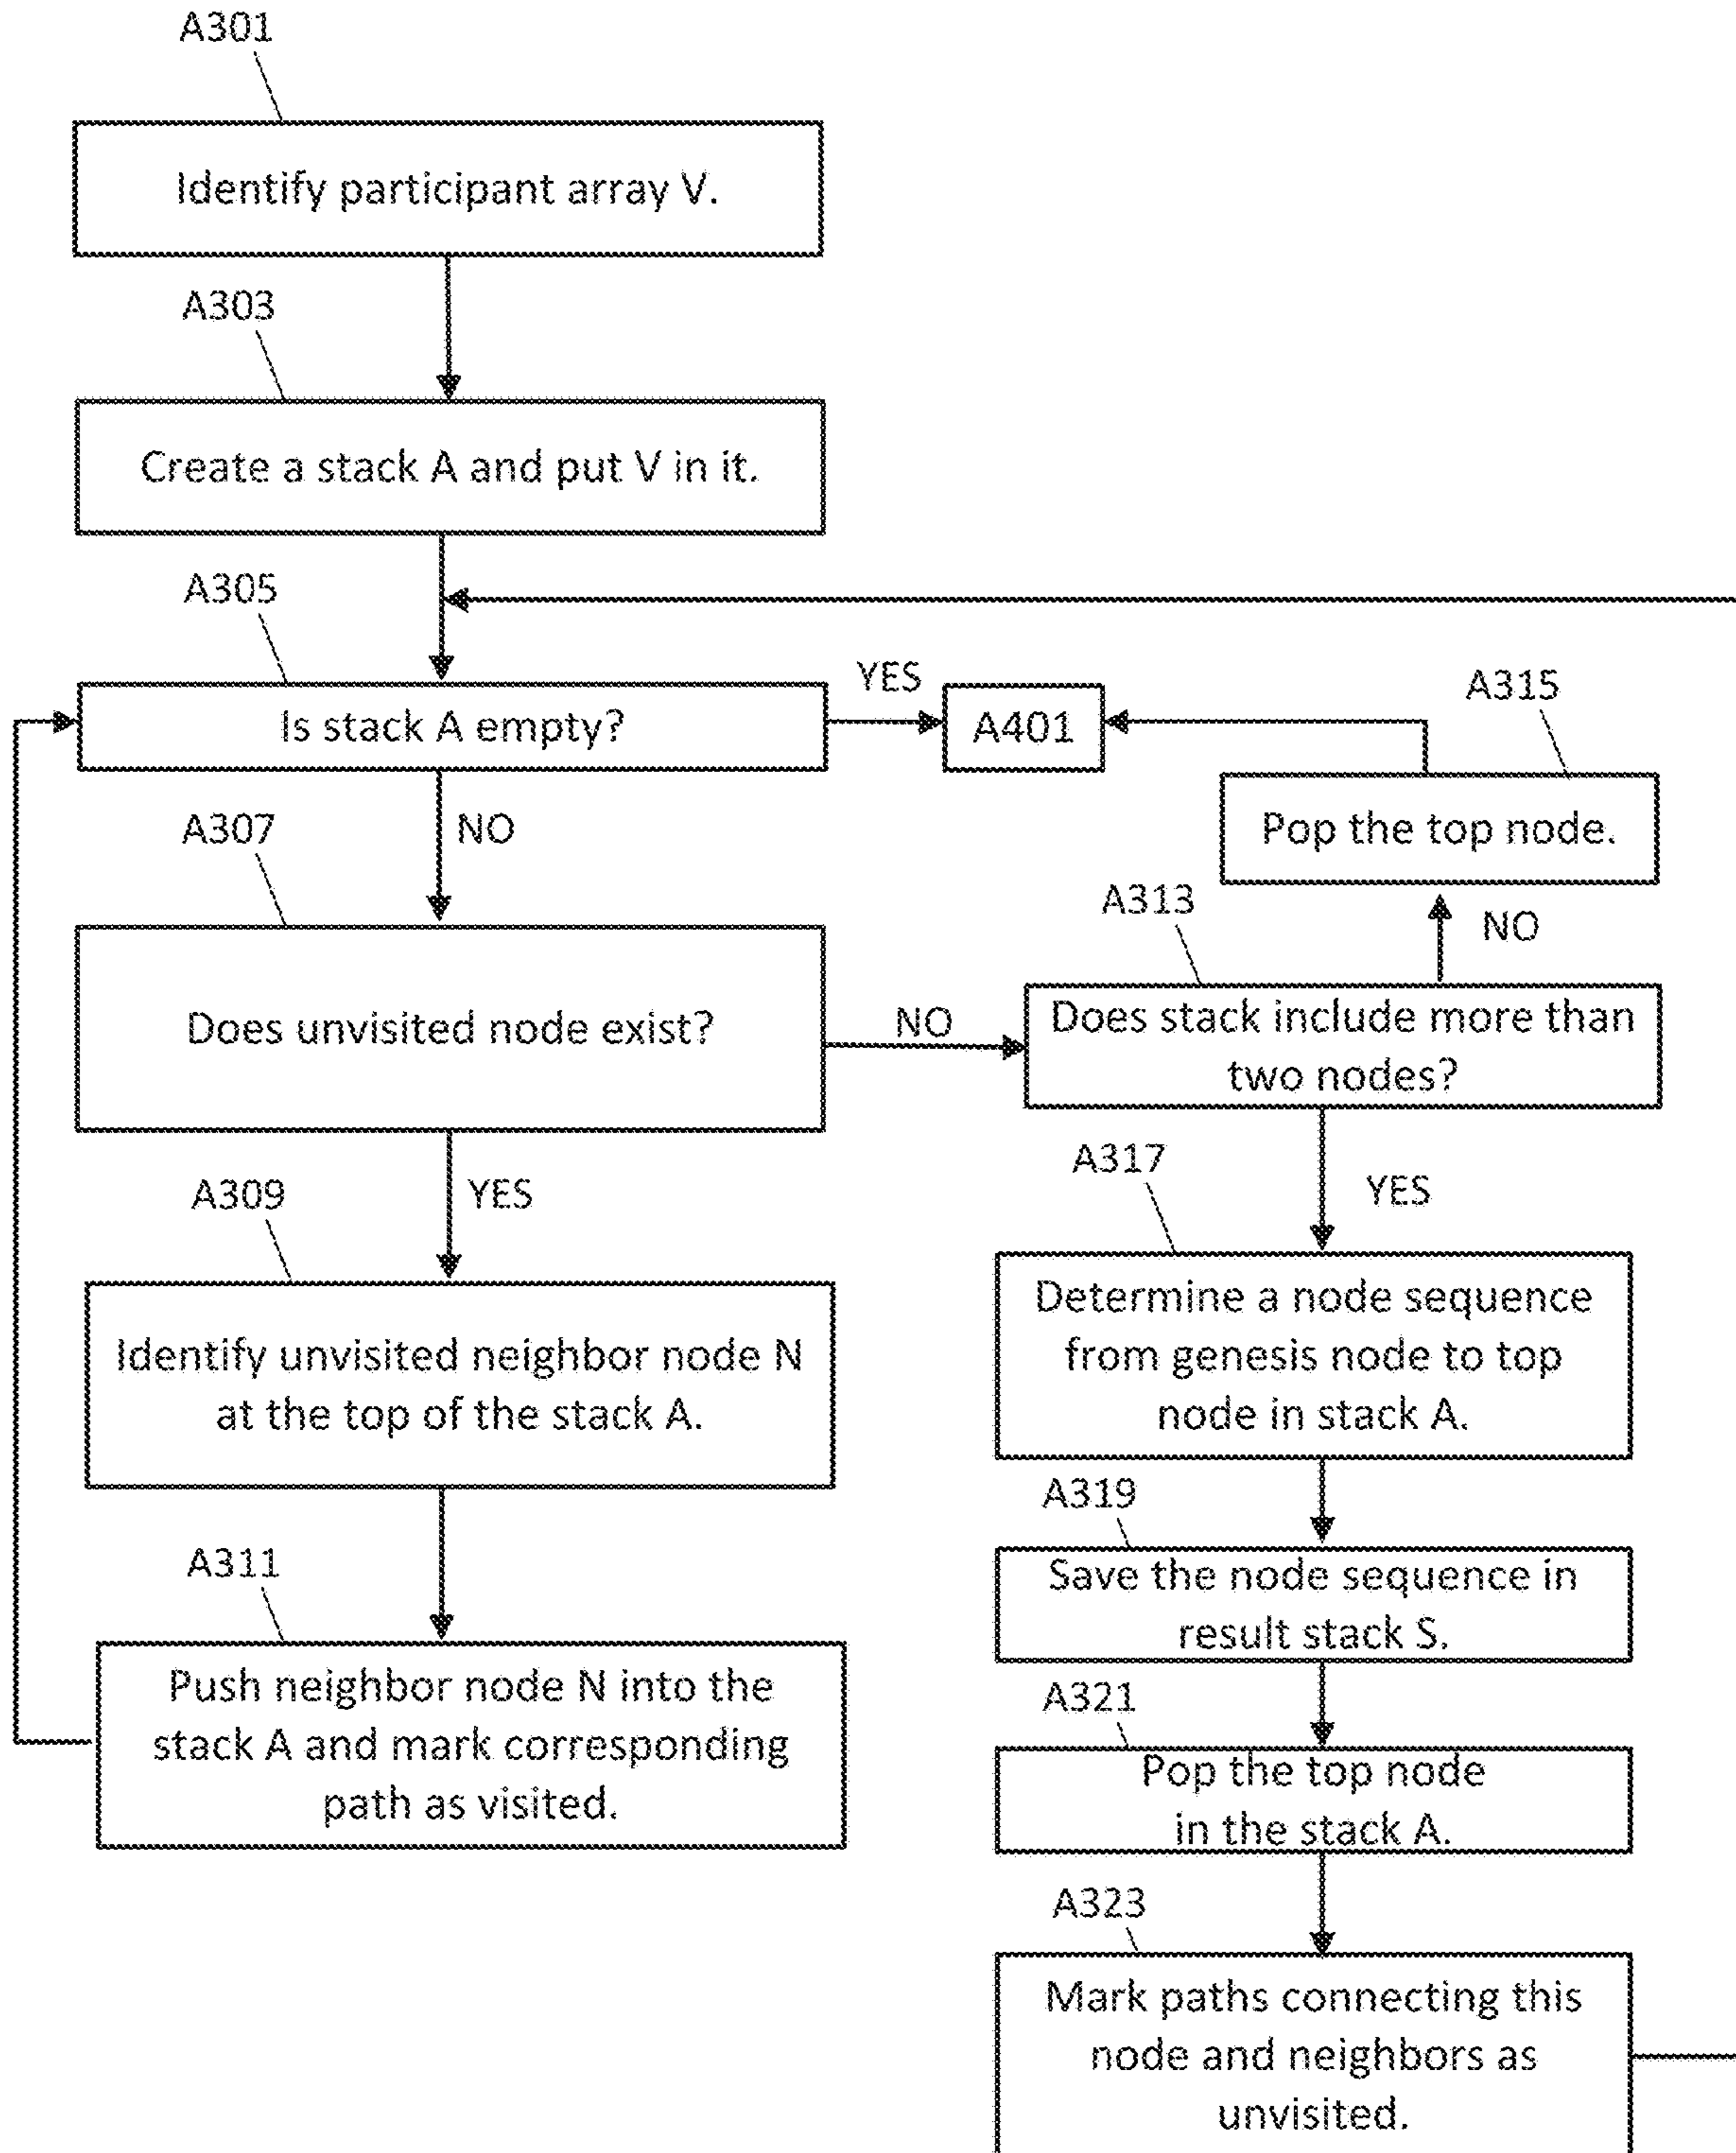 A301
Identify participant array V.
A303
Create a stack A and put V in it.
A305
Is stack A empty?
YES
A401
A315
Pop the top node.
NO
A307
Does unvisited node exist?
NO
A313
NO
Does stack include more than
two nodes?
YES
A309
Identify unvisited neighbor node N
at the top of the stack A.
A317
YES
Determine a node sequence
from genesis node to top
node in stack A.
A311
Push neighbor node N into the
stack A and mark corresponding
path as visited.
A319
Save the node sequence in
result stack S.
A321
Pop the top node
in the stack A.
A323
Mark paths connecting this
node and neighbors as
unvisited.